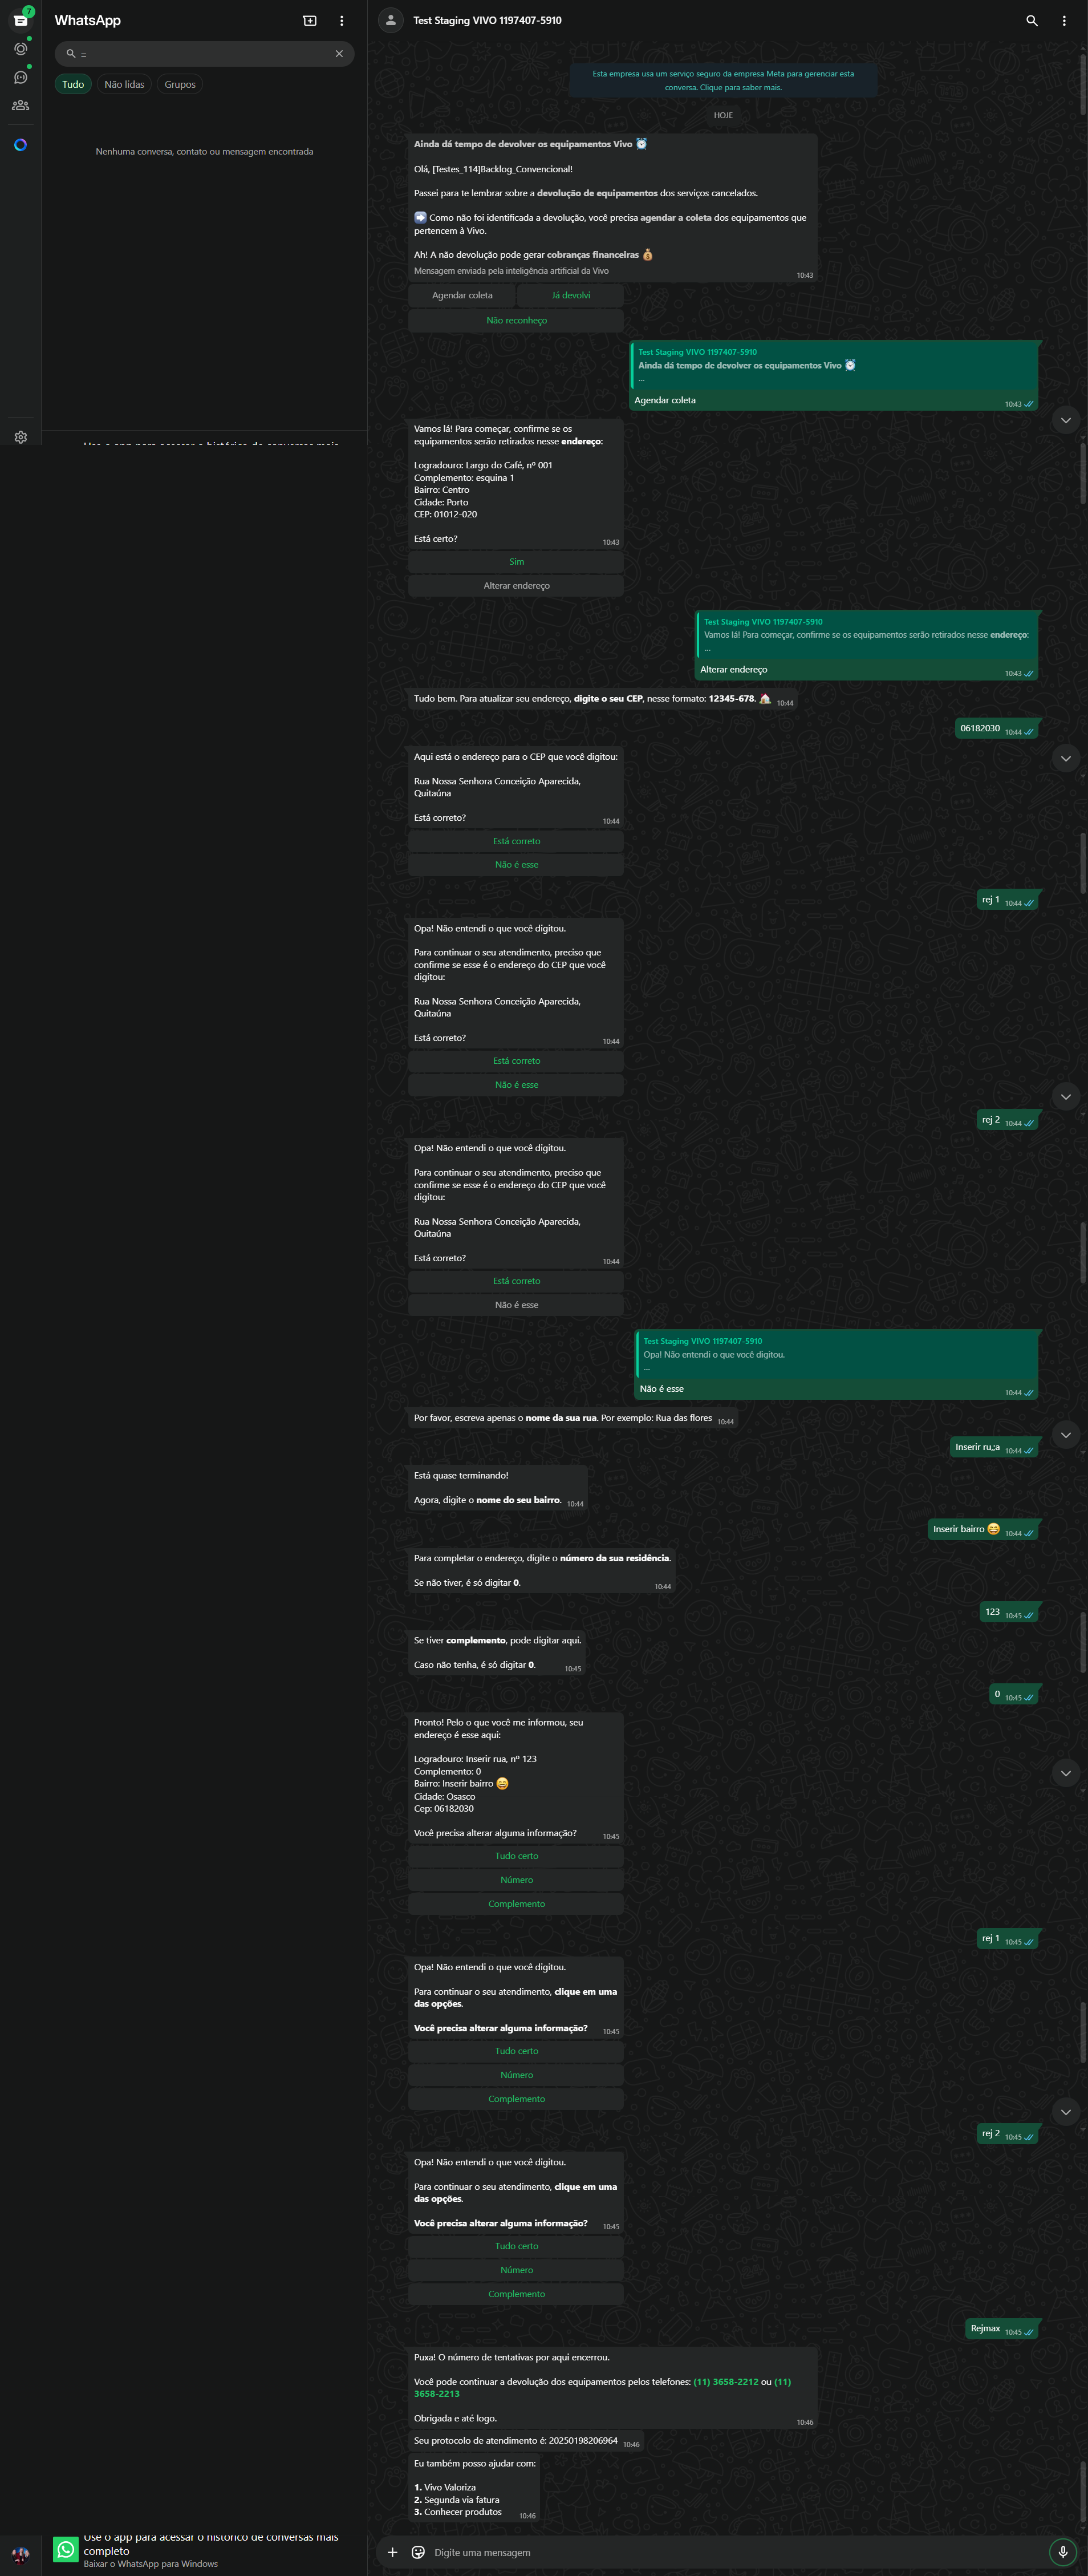 7
WhatsApp
=
Tudo
Não lidas
Grupos
Nenhuma conversa, contato ou mensagem encontrada
Test Staging VIVO 1197407-5910
Esta empresa usa um serviço seguro da empresa Meta para gerenciar esta
conversa. Clique para saber mais.
HOJE
Ainda dá tempo de devolver os equipamentos Vivo ⏰
Olá, [Testes_114]Backlog_Convencional!
Passei para te lembrar sobre a devolução de equipamentos dos serviços cancelados.
➡️ Como não foi identificada a devolução, você precisa agendar a coleta dos equipamentos que
pertencem à Vivo.
Ah! A não devolução pode gerar cobranças financeiras 💰
Mensagem enviada pela inteligência artificial da Vivo
10:43
Agendar coleta
Já devolvi
Não reconheço
Test Staging VIVO 1197407-5910
Ainda dá tempo de devolver os equipamentos Vivo ⏰
...
Agendar coleta
10:43
Vamos lá! Para começar, confirme se os
equipamentos serão retirados nesse endereço:
Logradouro: Largo do Café, nº 001
Complemento: esquina 1
Bairro: Centro
Cidade: Porto
CEP: 01012-020
Está certo?
10:43
Sim
Alterar endereço
Test Staging VIVO 1197407-5910
Vamos lá! Para começar, confirme se os equipamentos serão retirados nesse endereço:
...
Alterar endereço
10:43
Tudo bem. Para atualizar seu endereço, digite o seu CEP, nesse formato: 12345-678. 🏠
10:44
06182030
10:44
Aqui está o endereço para o CEP que você digitou:
Rua Nossa Senhora Conceição Aparecida,
Quitaúna
Está correto?
10:44
Está correto
Não é esse
rej 1
10:44
Opa! Não entendi o que você digitou.
Para continuar o seu atendimento, preciso que
confirme se esse é o endereço do CEP que você
digitou:
Rua Nossa Senhora Conceição Aparecida,
Quitaúna
Está correto?
10:44
Está correto
Não é esse
rej 2
10:44
Opa! Não entendi o que você digitou.
Para continuar o seu atendimento, preciso que
confirme se esse é o endereço do CEP que você
digitou:
Rua Nossa Senhora Conceição Aparecida,
Quitaúna
Está correto?
10:44
Está correto
Não é esse
Test Staging VIVO 1197407-5910
Opa! Não entendi o que você digitou.
...
Não é esse
10:44
Por favor, escreva apenas o nome da sua rua. Por exemplo: Rua das flores
10:44
Inserir ru,;a
10:44
Está quase terminando!
Agora, digite o nome do seu bairro.
10:44
Inserir bairro 😅
10:44
Para completar o endereço, digite o número da sua residência.
Se não tiver, é só digitar 0.
10:44
123
10:45
Se tiver complemento, pode digitar aqui.
Caso não tenha, é só digitar 0.
10:45
0
10:45
Pronto! Pelo o que você me informou, seu
endereço é esse aqui:
Logradouro: Inserir rua, nº 123
Complemento: 0
Bairro: Inserir bairro 😅
Cidade: Osasco
Cep: 06182030
Você precisa alterar alguma informação?
10:45
Tudo certo
Número
Complemento
rej 1
10:45
Opa! Não entendi o que você digitou.
Para continuar o seu atendimento, clique em uma
das opções.
Você precisa alterar alguma informação?
10:45
Tudo certo
Número
Complemento
rej 2
10:45
Opa! Não entendi o que você digitou.
Para continuar o seu atendimento, clique em uma
das opções.
Você precisa alterar alguma informação?
10:45
Tudo certo
Número
Complemento
Rejmax
10:45
Puxa! O número de tentativas por aqui encerrou.
Você pode continuar a devolução dos equipamentos pelos telefones: (11) 3658-2212 ou (11)
3658-2213
Obrigada e até logo.
10:46
Seu protocolo de atendimento é: 20250198206964
10:46
Eu também posso ajudar com:
1. Vivo Valoriza
2. Segunda via fatura
3. Conhecer produtos
10:46
Use o app para acessar o histórico de conversas mais
completo
Baixar o WhatsApp para Windows
Digite uma mensagem